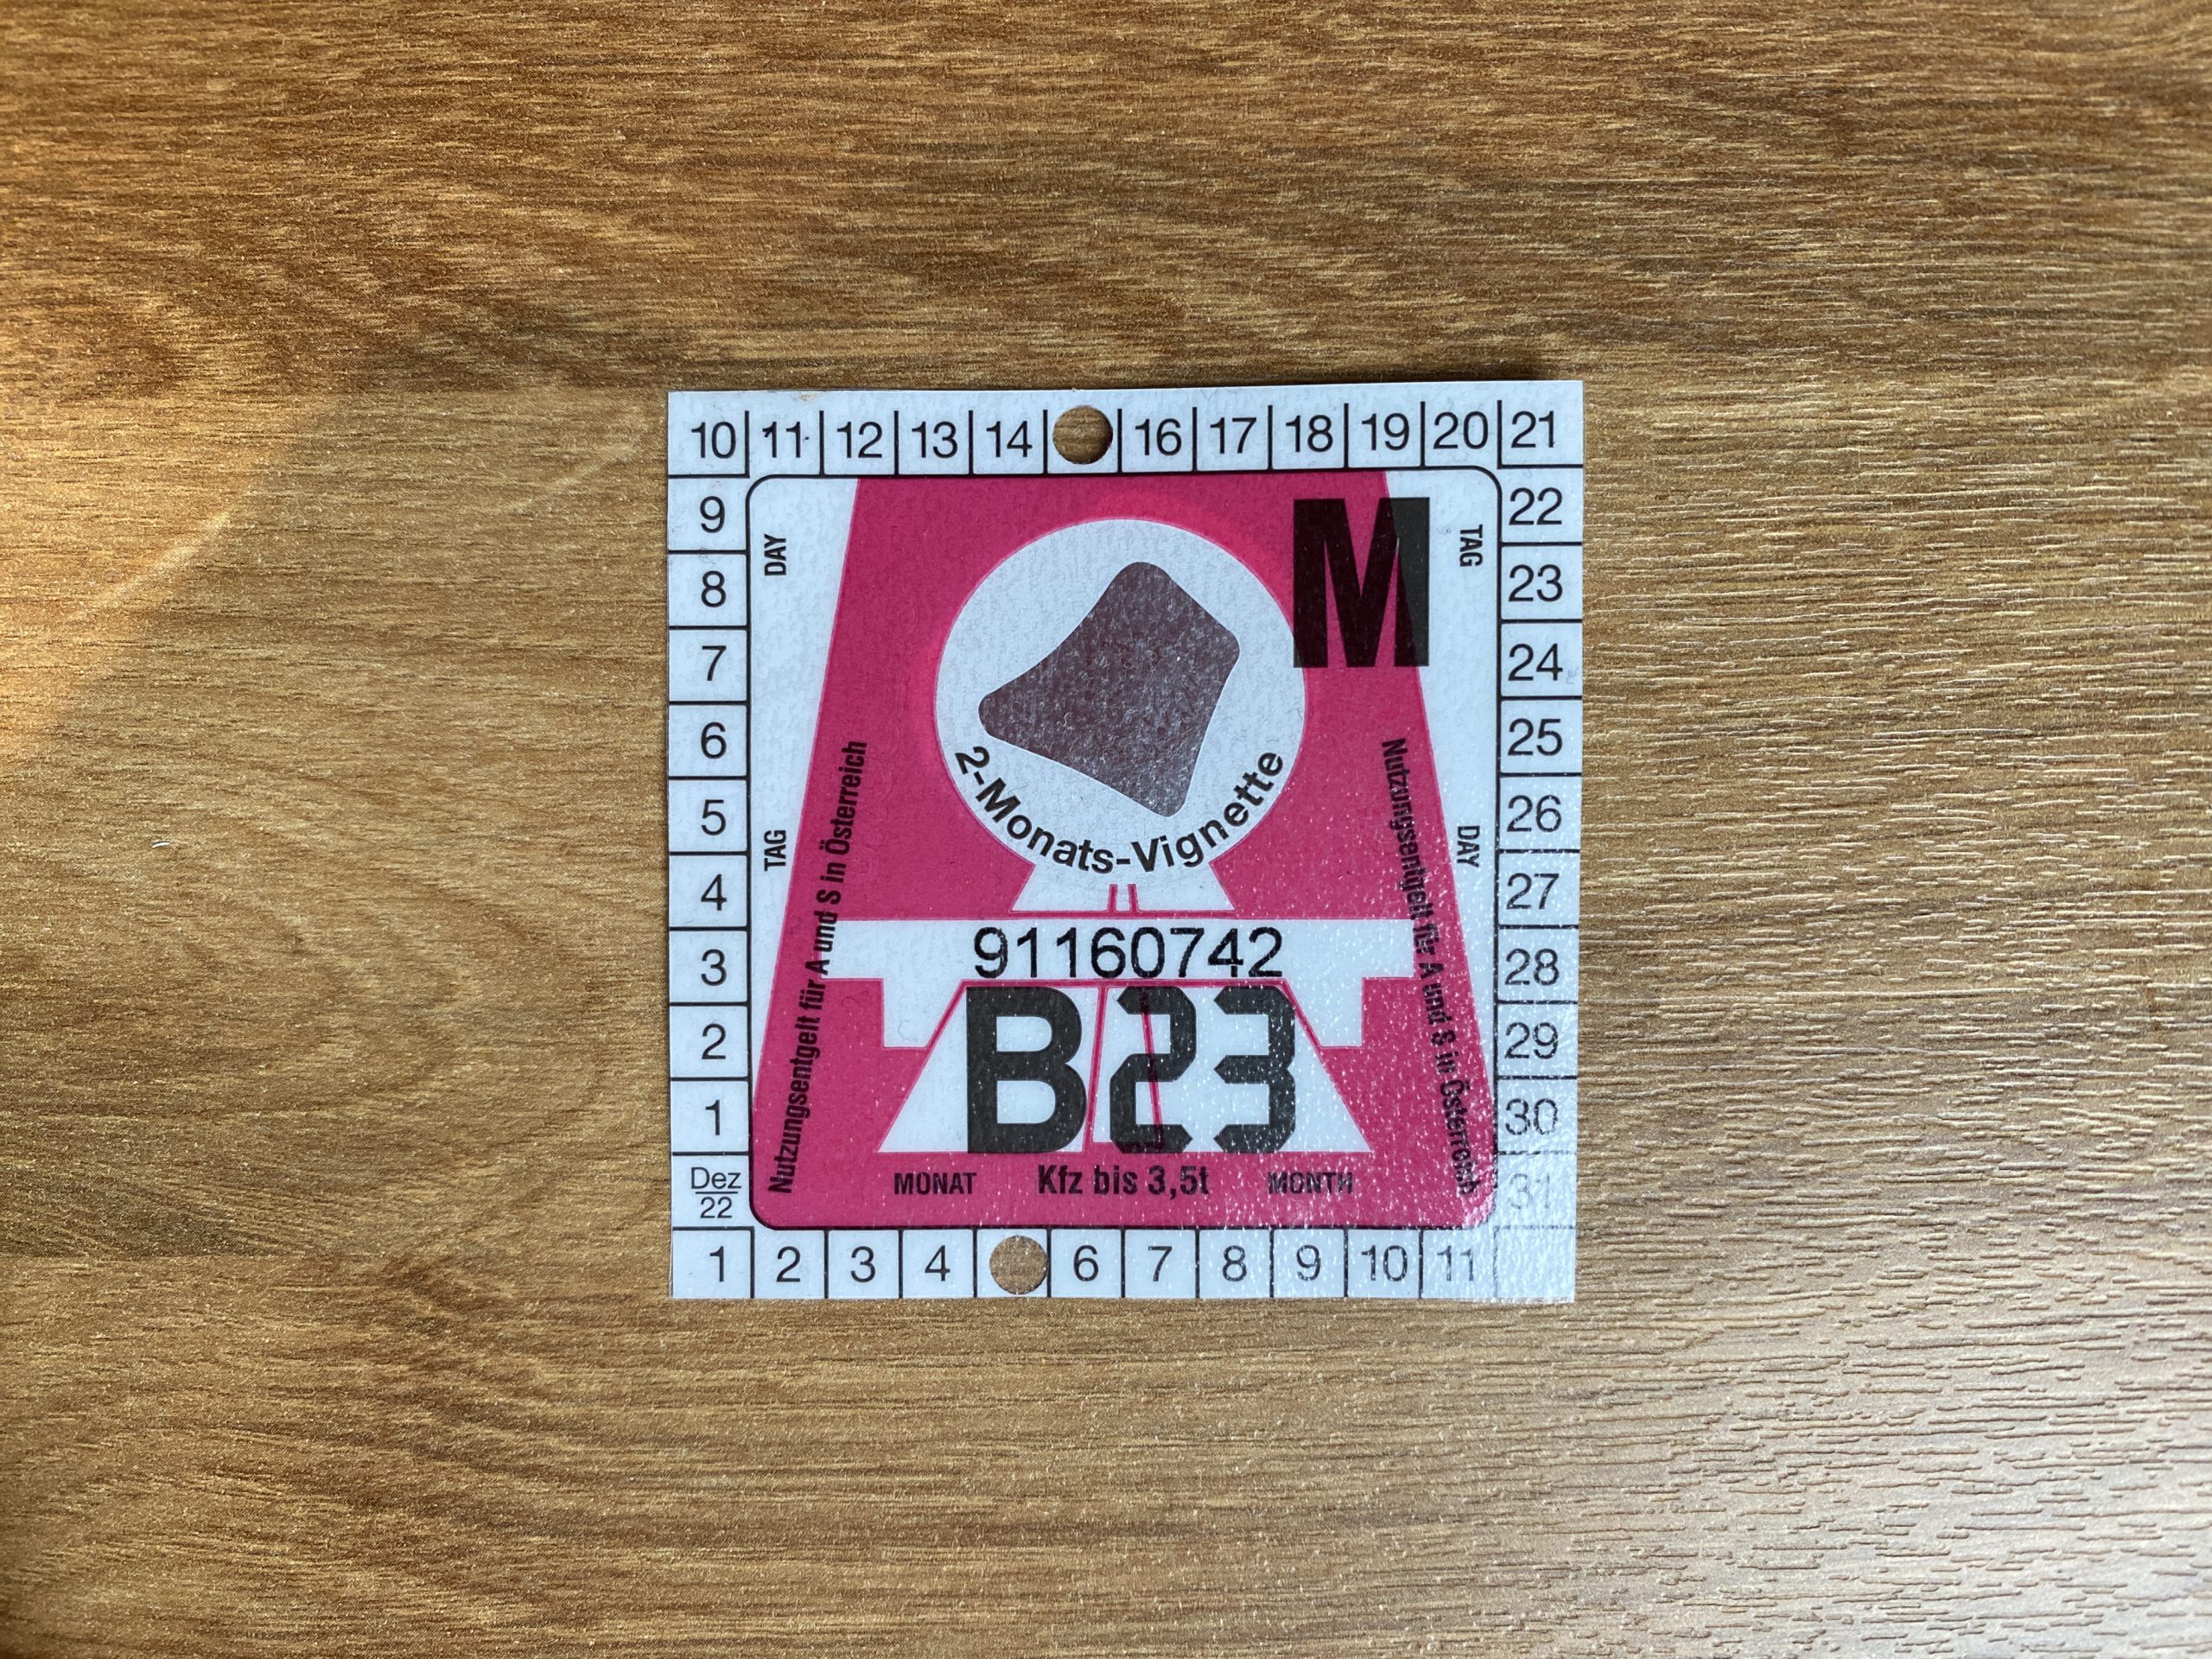 10 11 12 13 14 16 17 18 19 20 21
9 22
8 23
7 24
6 25
5 26
4 27
3 28
2 29
1 30
Dez
22
31
1 2 3 4 6 7 8 9 10 11
DAY
TAG
M
TAG
DAY
2-Monats-Vignette
Nutzungsentgelt für A und S in Österreich
Nutzungsentgelt für A und S in Österreich
91160742
B23
MONAT Kfz bis 3,5t MONTH